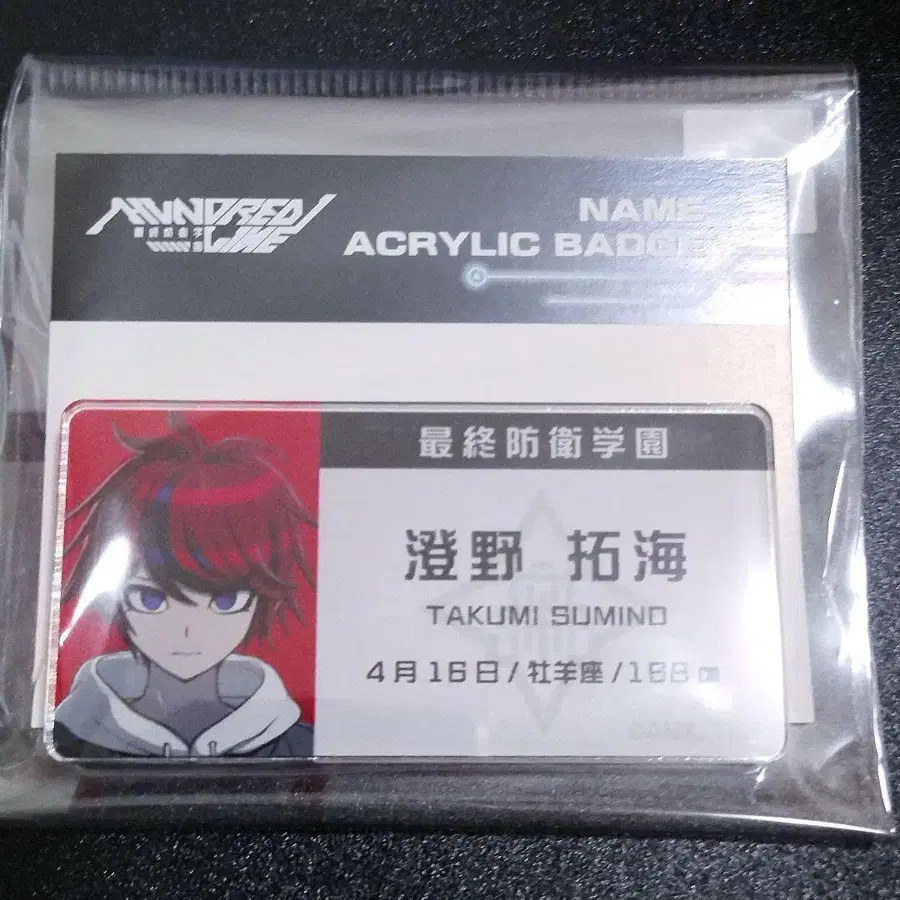 HUNDRED
LINE
NAME
ACRYLIC BADGE
最終防衛学園
澄野 拓海
TAKUMI SUMINO
4月16日/牡羊座/168㎝